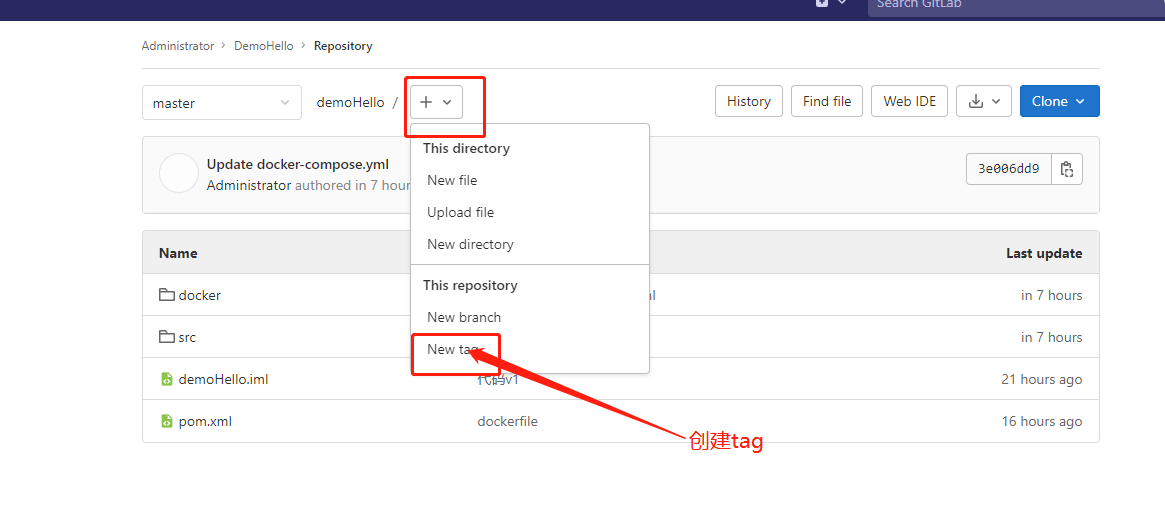 Search GitLab
Administrator > DemoHello > Repository
master demoHello / + History Find file Web IDE Clone
This directory
Update docker-compose.yml
3e006dd9
New file
Administrator authored in 7 hour
Upload file
New directory
Name Last update
This repository
docker in 7 hours
New branch
src in 7 hours
New tag
demoHello.iml 代码v1 21 hours ago
pom.xml dockerfile 16 hours ago
创建tag